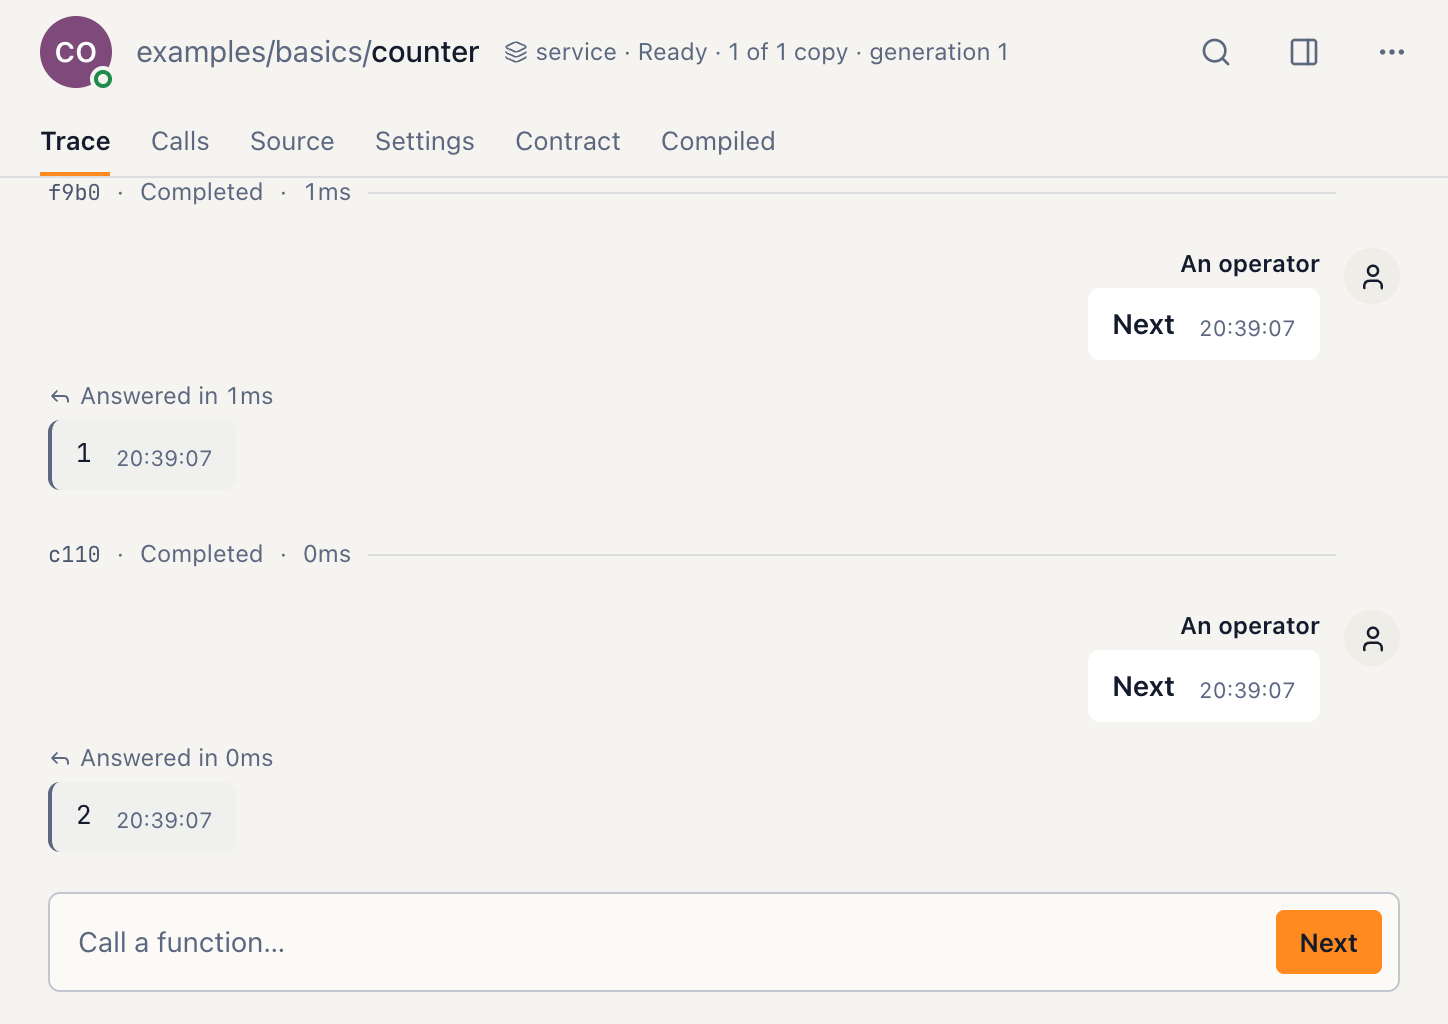 CO
examples/basics/counter
service · Ready · 1 of 1 copy · generation 1
Trace Calls Source Settings Contract Compiled
f9b0 · Completed · 1ms
An operator
Next 20:39:07
Answered in 1ms
1 20:39:07
c110 · Completed · 0ms
An operator
Next 20:39:07
Answered in 0ms
2 20:39:07
Call a function...
Next